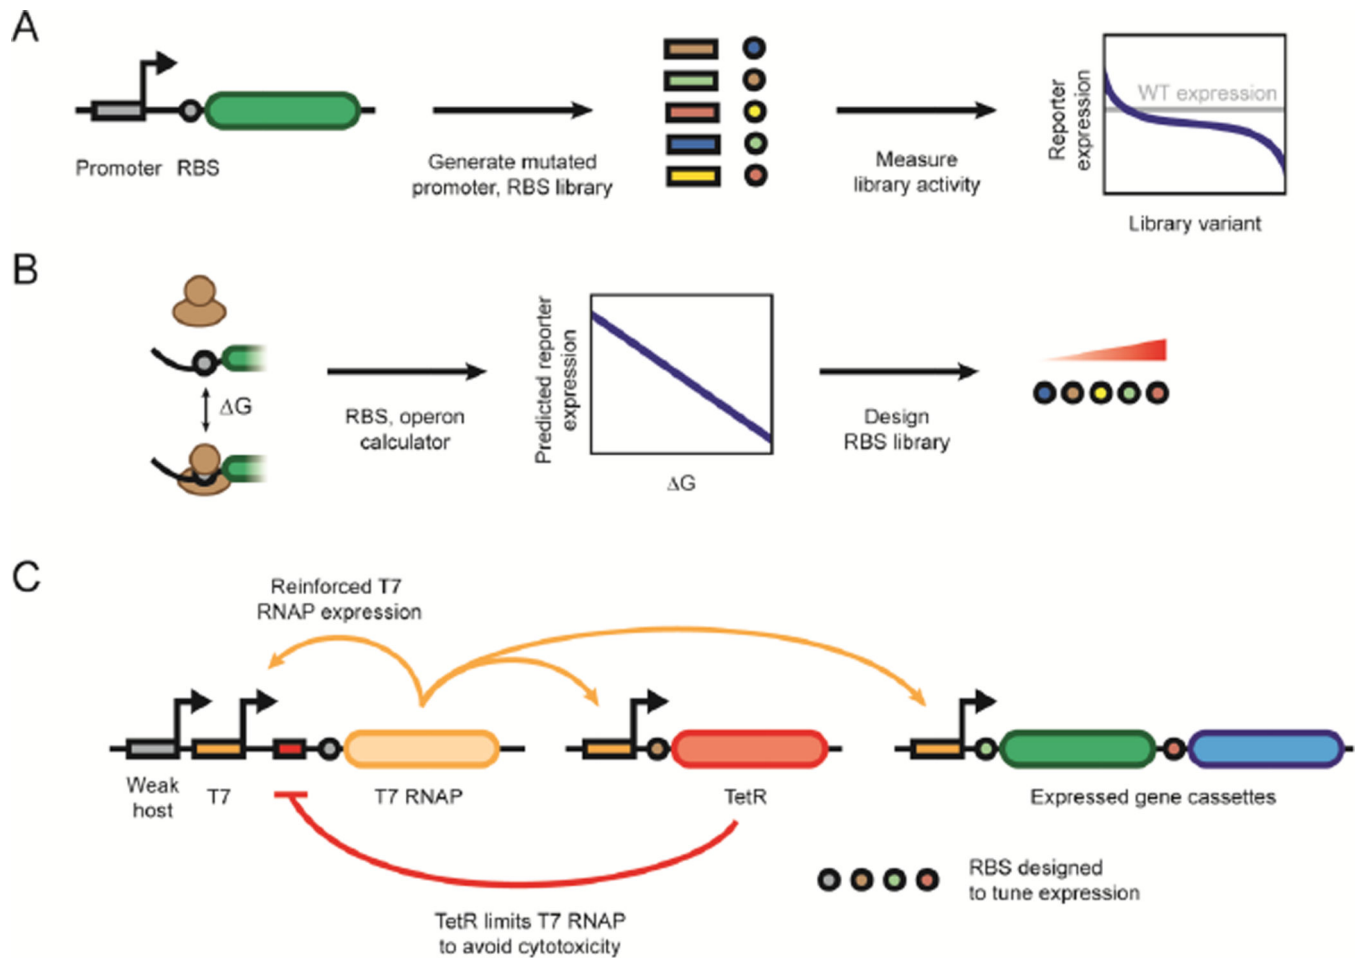 A
Promoter RBS
Generate mutated
promoter, RBS library
Measure
library activity
Reporter
expression
WT expression
Library variant
B
ΔG
RBS, operon
calculator
Predicted reporter
expression
ΔG
Design
RBS library
C
Reinforced T7
RNAP expression
Weak
host
T7
T7 RNAP
TetR
Expressed gene cassettes
TetR limits T7 RNAP
to avoid cytotoxicity
RBS designed
to tune expression